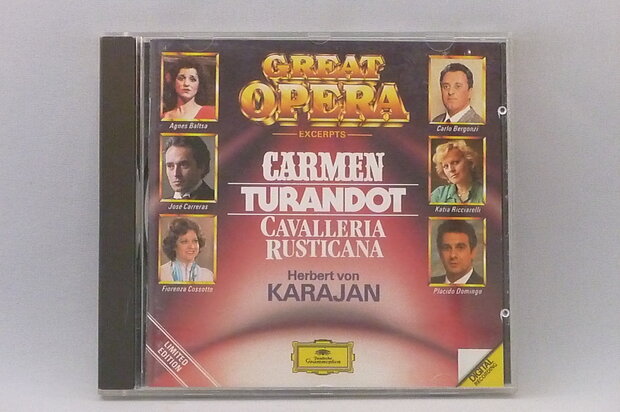 GREAT
OPERA
EXCERPTS
CARMEN
TURANDOT
CAVALLERIA
RUSTICANA
Herbert von
KARAJAN
Agnes Baltsa
José Carreras
Fiorenza Cossotto
Carlo Bergonzi
Katia Ricciarelli
Placido Domingo
LIMITED
EDITION
Deutsche
Grammophon
DIGITAL
RECORDING